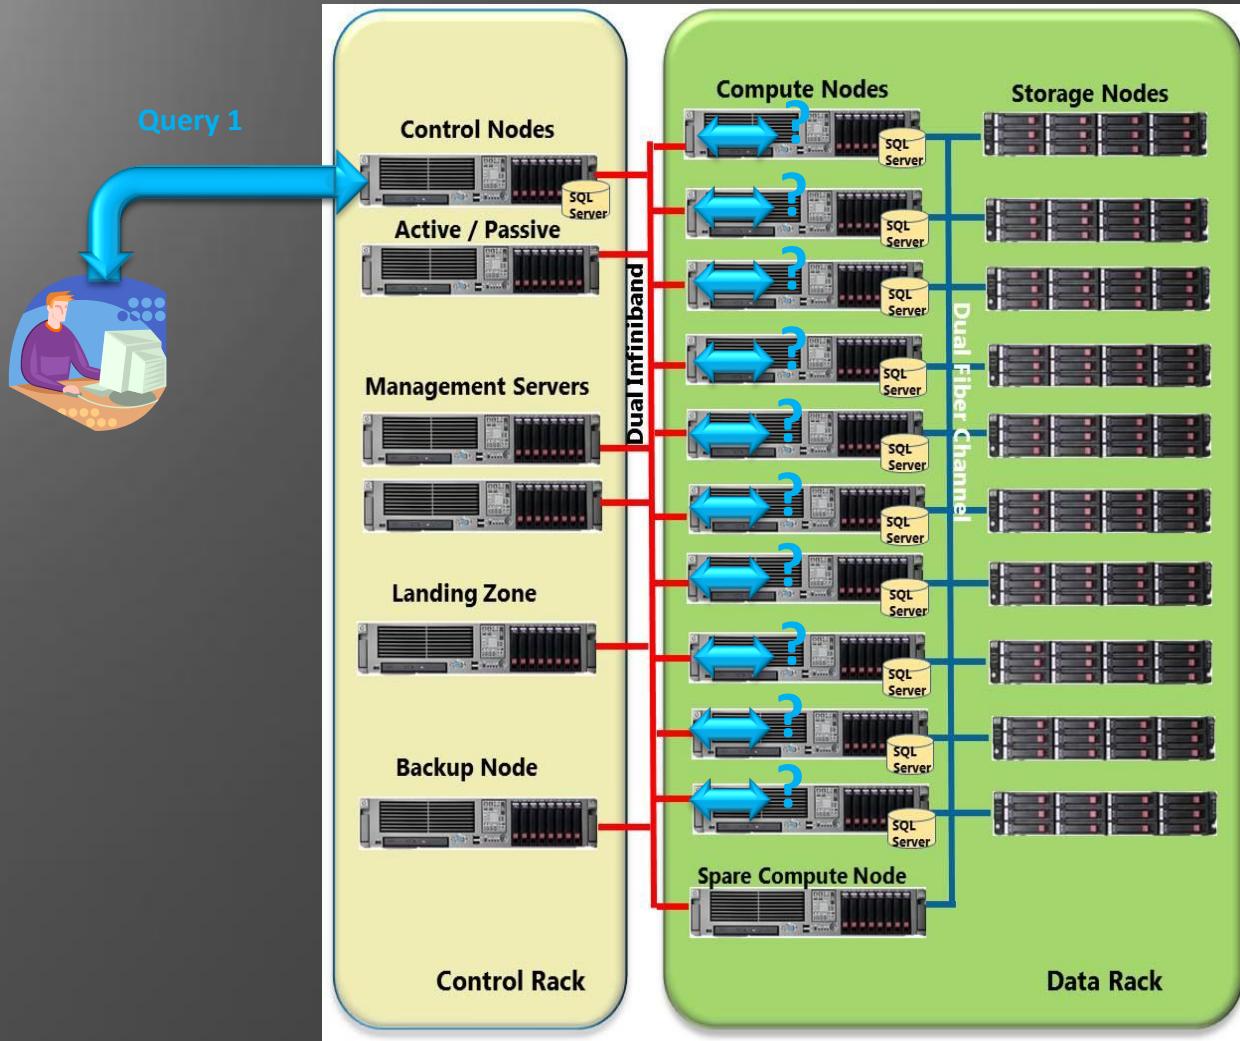 Query 1
Control Nodes
SQL
Server
Active / Passive
Management Servers
Landing Zone
Backup Node
Control Rack
Dual Infiniband
Compute Nodes
?
SQL
Server
?
SQL
Server
?
SQL
Server
?
SQL
Server
?
SQL
Server
?
SQL
Server
?
SQL
Server
?
SQL
Server
?
SQL
Server
?
SQL
Server
Spare Compute Node
Dual Fiber Channel
Storage Nodes
Data Rack